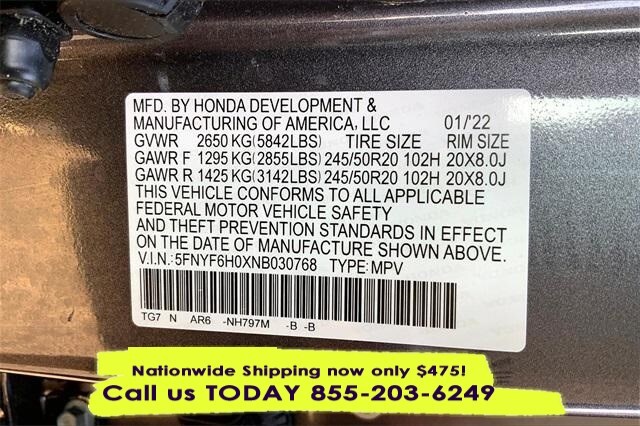 MFD. BY HONDA DEVELOPMENT &
MANUFACTURING OF AMERICA, LLC 01/'22
GVWR 2650 KG(5842LBS) TIRE SIZE RIM SIZE
GAWR F 1295 KG(2855LBS) 245/50R20 102H 20X8.0J
GAWR R 1425 KG(3142LBS) 245/50R20 102H 20X8.0J
THIS VEHICLE CONFORMS TO ALL APPLICABLE
FEDERAL MOTOR VEHICLE SAFETY
AND THEFT PREVENTION STANDARDS IN EFFECT
ON THE DATE OF MANUFACTURE SHOWN ABOVE.
V.I.N.:5FNYF6H0XNB030768 TYPE:MPV
TG7 N AR6 -NH797M -B -B
Nationwide Shipping now only $475!
Call us TODAY 855-203-6249